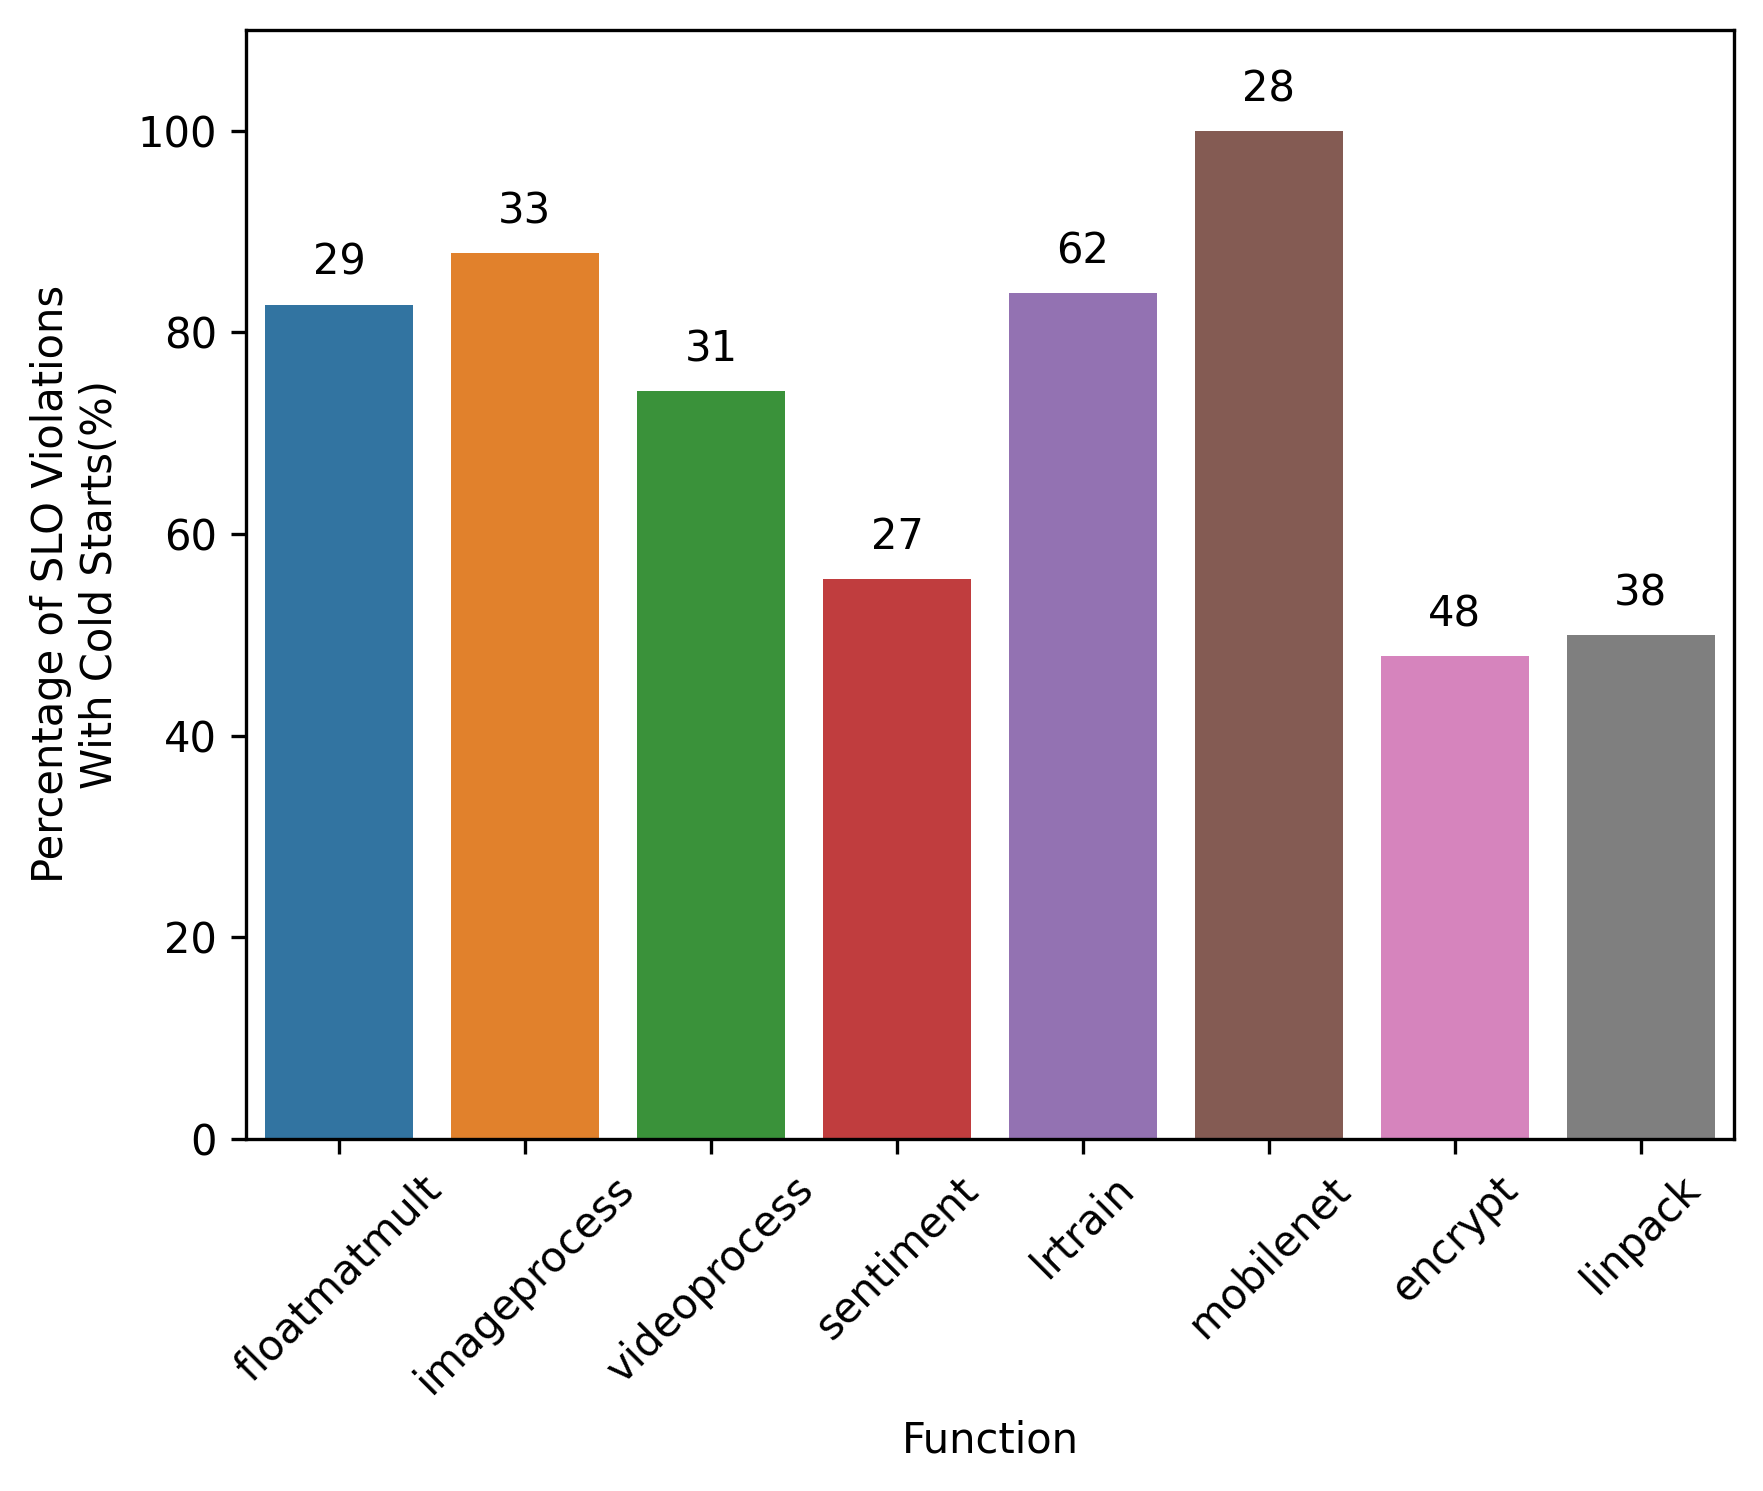 Percentage of SLO Violations
With Cold Starts(%)
100
80
60
40
20
0
29
33
31
27
62
28
48
38
floatmatmult
imageprocess
videoprocess
sentiment
lrtrain
mobilenet
encrypt
linpack
Function